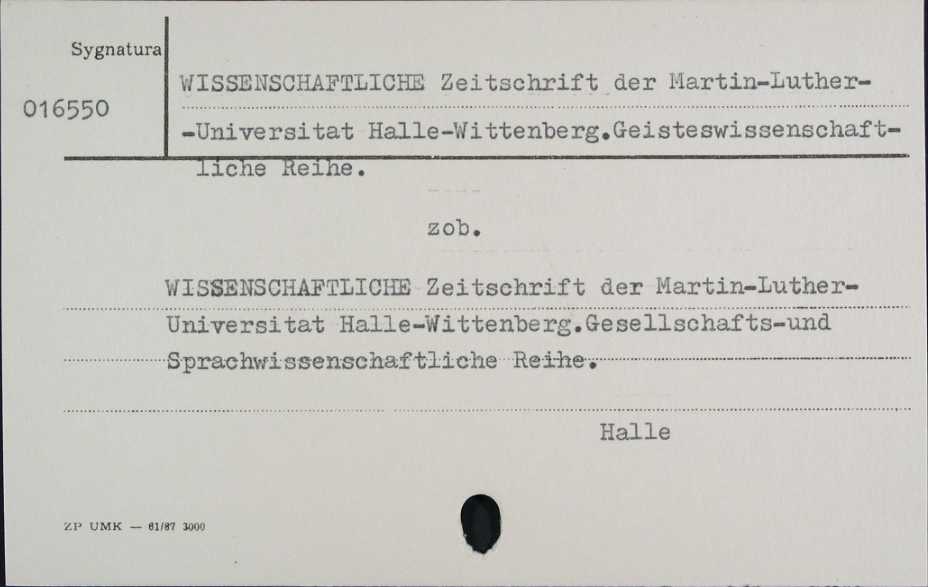 Sygnatura
016550
WISSENSCHAFTLICHE Zeitschrift der Martin-Luther-
-Universitat Halle-Wittenberg.Geisteswissenschaft-
liche Reihe.
zob.
WISSENSCHAFTLICHE Zeitschrift der Martin-Luther-
Universitat Halle-Wittenberg.Gesellschafts-und
Sprachwissenschaftliche Reihe.
Halle
ZP UMK — 61/87 3000